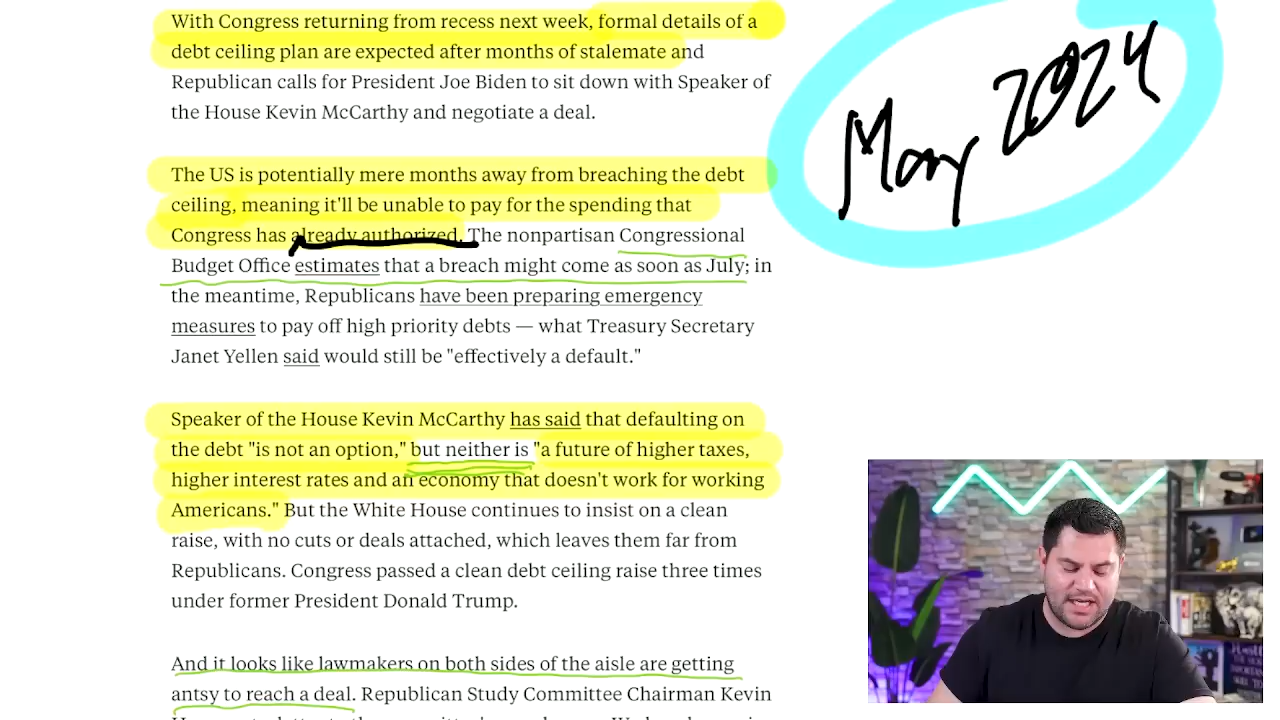 With Congress returning from recess next week, formal details of a
debt ceiling plan are expected after months of stalemate and
Republican calls for President Joe Biden to sit down with Speaker of
the House Kevin McCarthy and negotiate a deal.
May 2024
The US is potentially mere months away from breaching the debt
ceiling, meaning it'll be unable to pay for the spending that
Congress has already authorized. The nonpartisan Congressional
Budget Office estimates that a breach might come as soon as July; in
the meantime, Republicans have been preparing emergency
measures to pay off high priority debts — what Treasury Secretary
Janet Yellen said would still be "effectively a default."
Speaker of the House Kevin McCarthy has said that defaulting on
the debt "is not an option," but neither is "a future of higher taxes,
higher interest rates and an economy that doesn't work for working
Americans." But the White House continues to insist on a clean
raise, with no cuts or deals attached, which leaves them far from
Republicans. Congress passed a clean debt ceiling raise three times
under former President Donald Trump.
And it looks like lawmakers on both sides of the aisle are getting
antsy to reach a deal. Republican Study Committee Chairman Kevin